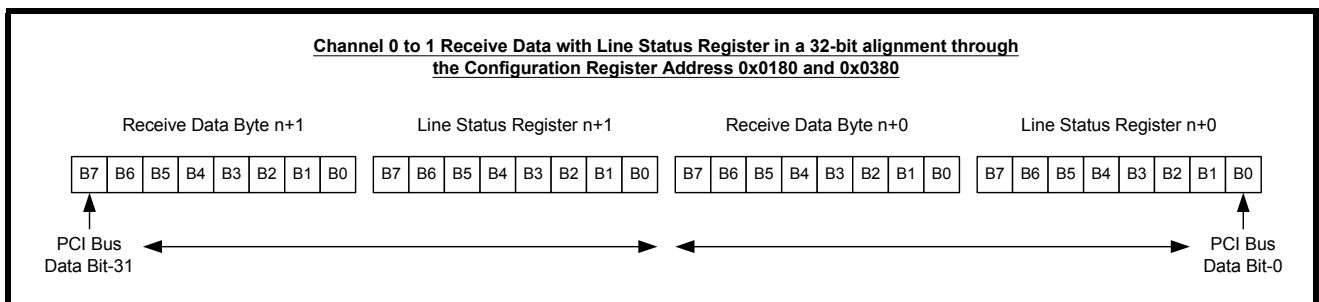 Channel 0 to 1 Receive Data with Line Status Register in a 32-bit alignment through
the Configuration Register Address 0x0180 and 0x0380
Receive Data Byte n+1 Line Status Register n+1 Receive Data Byte n+0 Line Status Register n+0
B7 B6 B5 B4 B3 B2 B1 B0 B7 B6 B5 B4 B3 B2 B1 B0 B7 B6 B5 B4 B3 B2 B1 B0 B7 B6 B5 B4 B3 B2 B1 B0
PCI Bus PCI Bus
Data Bit-31 Data Bit-0